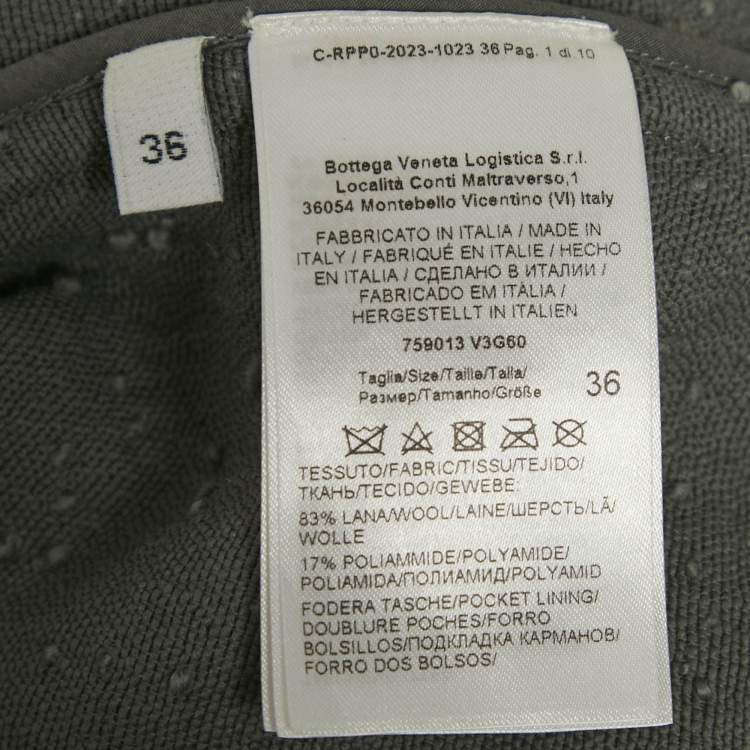 36
C-RPP0-2023-1023 36 Pag. 1 di 10
Bottega Veneta Logistica S.r.l.
Località Conti Maltraverso,1
36054 Montebello Vicentino (VI) Italy
FABBRICATO IN ITALIA / MADE IN
ITALY / FABRIQUÉ EN ITALIE / HECHO
EN ITALIA / СДЕЛАНО В ИТАЛИИ /
FABRICADO EM ITÁLIA /
HERGESTELLT IN ITALIEN
759013 V3G60
Taglia/Size/Taille/Talla/
Размер/Tamanho/Größe 36
TESSUTO/FABRIC/TISSU/TEJIDO/
ТКАНЬ/TECIDO/GEWEBE:
83% LANA/WOOL/LAINE/ШЕРСТЬ/LÃ/
WOLLE
17% POLIAMMIDE/POLYAMIDE/
POLIAMIDA/ПОЛИАМИД/POLYAMID
FODERA TASCHE/POCKET LINING/
DOUBLURE POCHES/FORRO
BOLSILLOS/ПОДКЛАДКА КАРМАНОВ/
FORRO DOS BOLSOS/